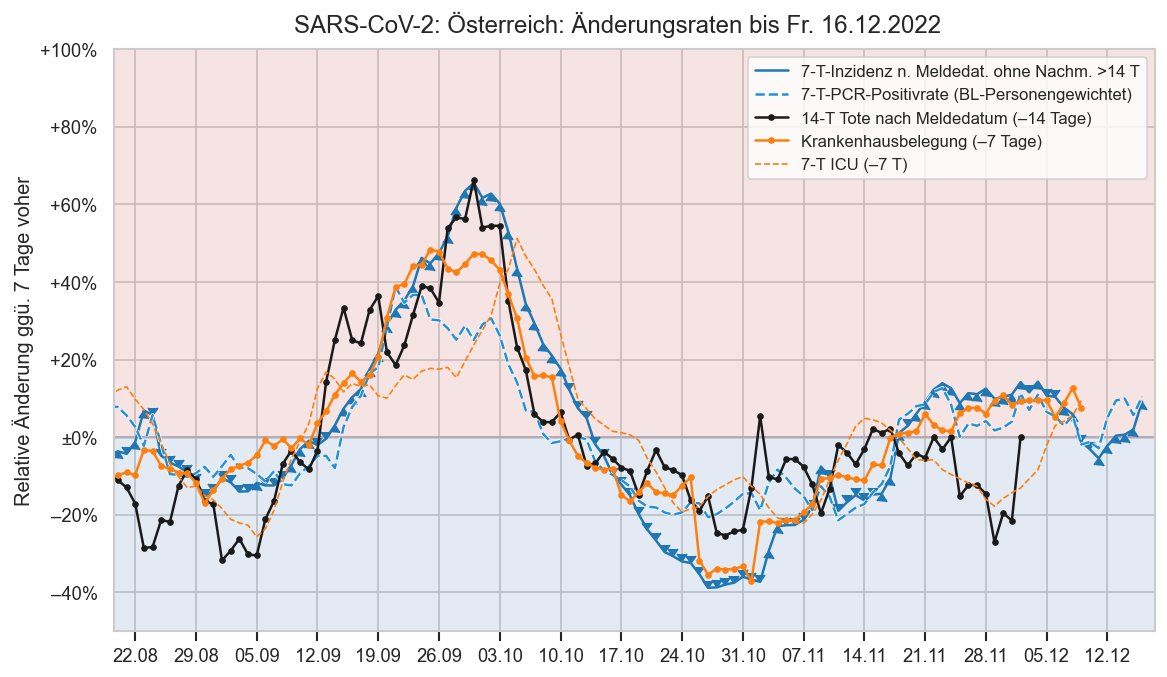 SARS-CoV-2: Österreich: Änderungsraten bis Fr. 16.12.2022
Relative Änderung ggü. 7 Tage voher
+100%
+80%
+60%
+40%
+20%
±0%
–20%
–40%
7-T-Inzidenz n. Meldedat. ohne Nachm. >14 T
7-T-PCR-Positivrate (BL-Personengewichtet)
14-T Tote nach Meldedatum (–14 Tage)
Krankenhausbelegung (–7 Tage)
7-T ICU (–7 T)
22.08 29.08 05.09 12.09 19.09 26.09 03.10 10.10 17.10 24.10 31.10 07.11 14.11 21.11 28.11 05.12 12.12